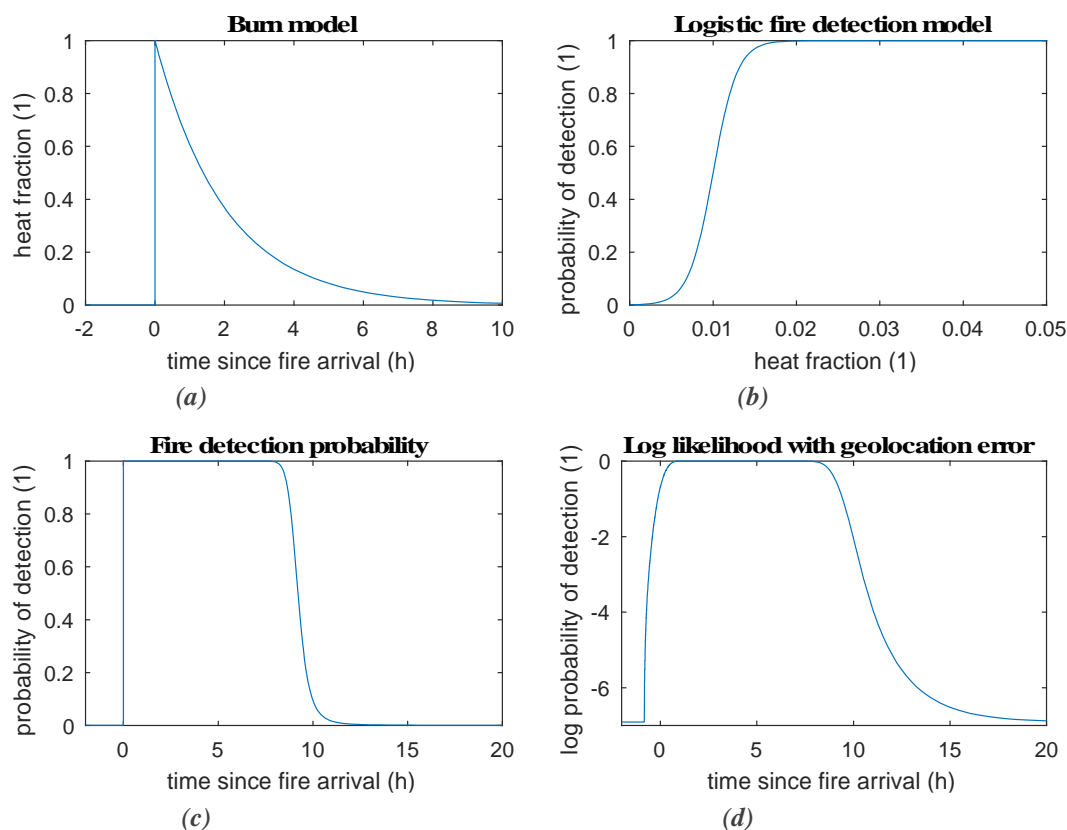 Burn model
1
0.8
0.6
0.4
0.2
0
heat fraction (1)
-2 0 2 4 6 8 10
time since fire arrival (h)
(a)
Logistic fire detection model
1
0.8
0.6
0.4
0.2
0
probability of detection (1)
0 0.01 0.02 0.03 0.04 0.05
heat fraction (1)
(b)
Fire detection probability
1
0.8
0.6
0.4
0.2
0
probability of detection (1)
0 5 10 15 20
time since fire arrival (h)
(c)
Log likelihood with geolocation error
0
-2
-4
-6
log probability of detection (1)
0 5 10 15 20
time since fire arrival (h)
(d)